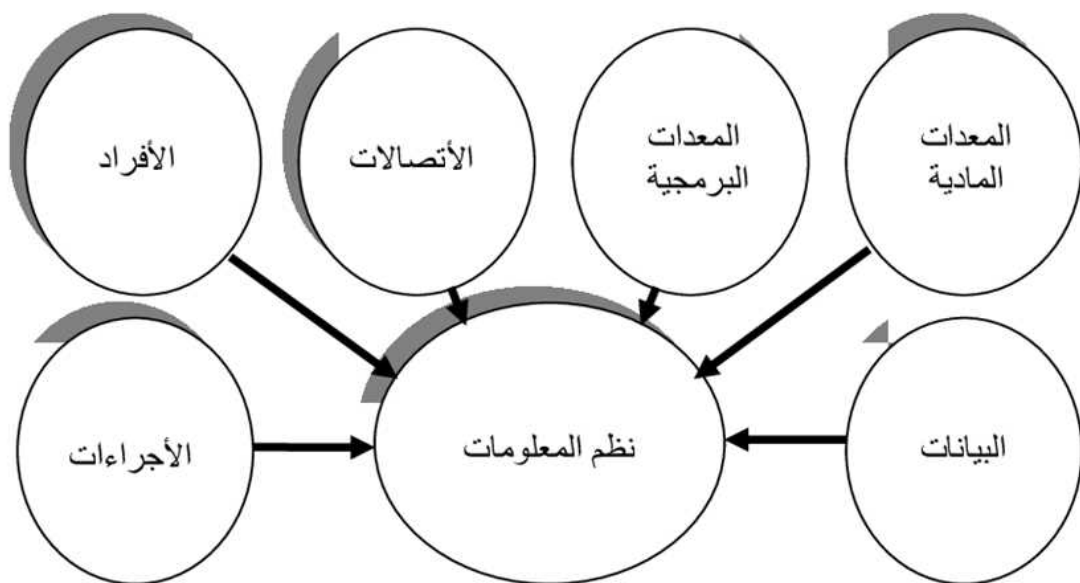 المعدات
المادية
المعدات
البرمجية
الأتصالات
الأفراد
البيانات
نظم المعلومات
الأجراءات